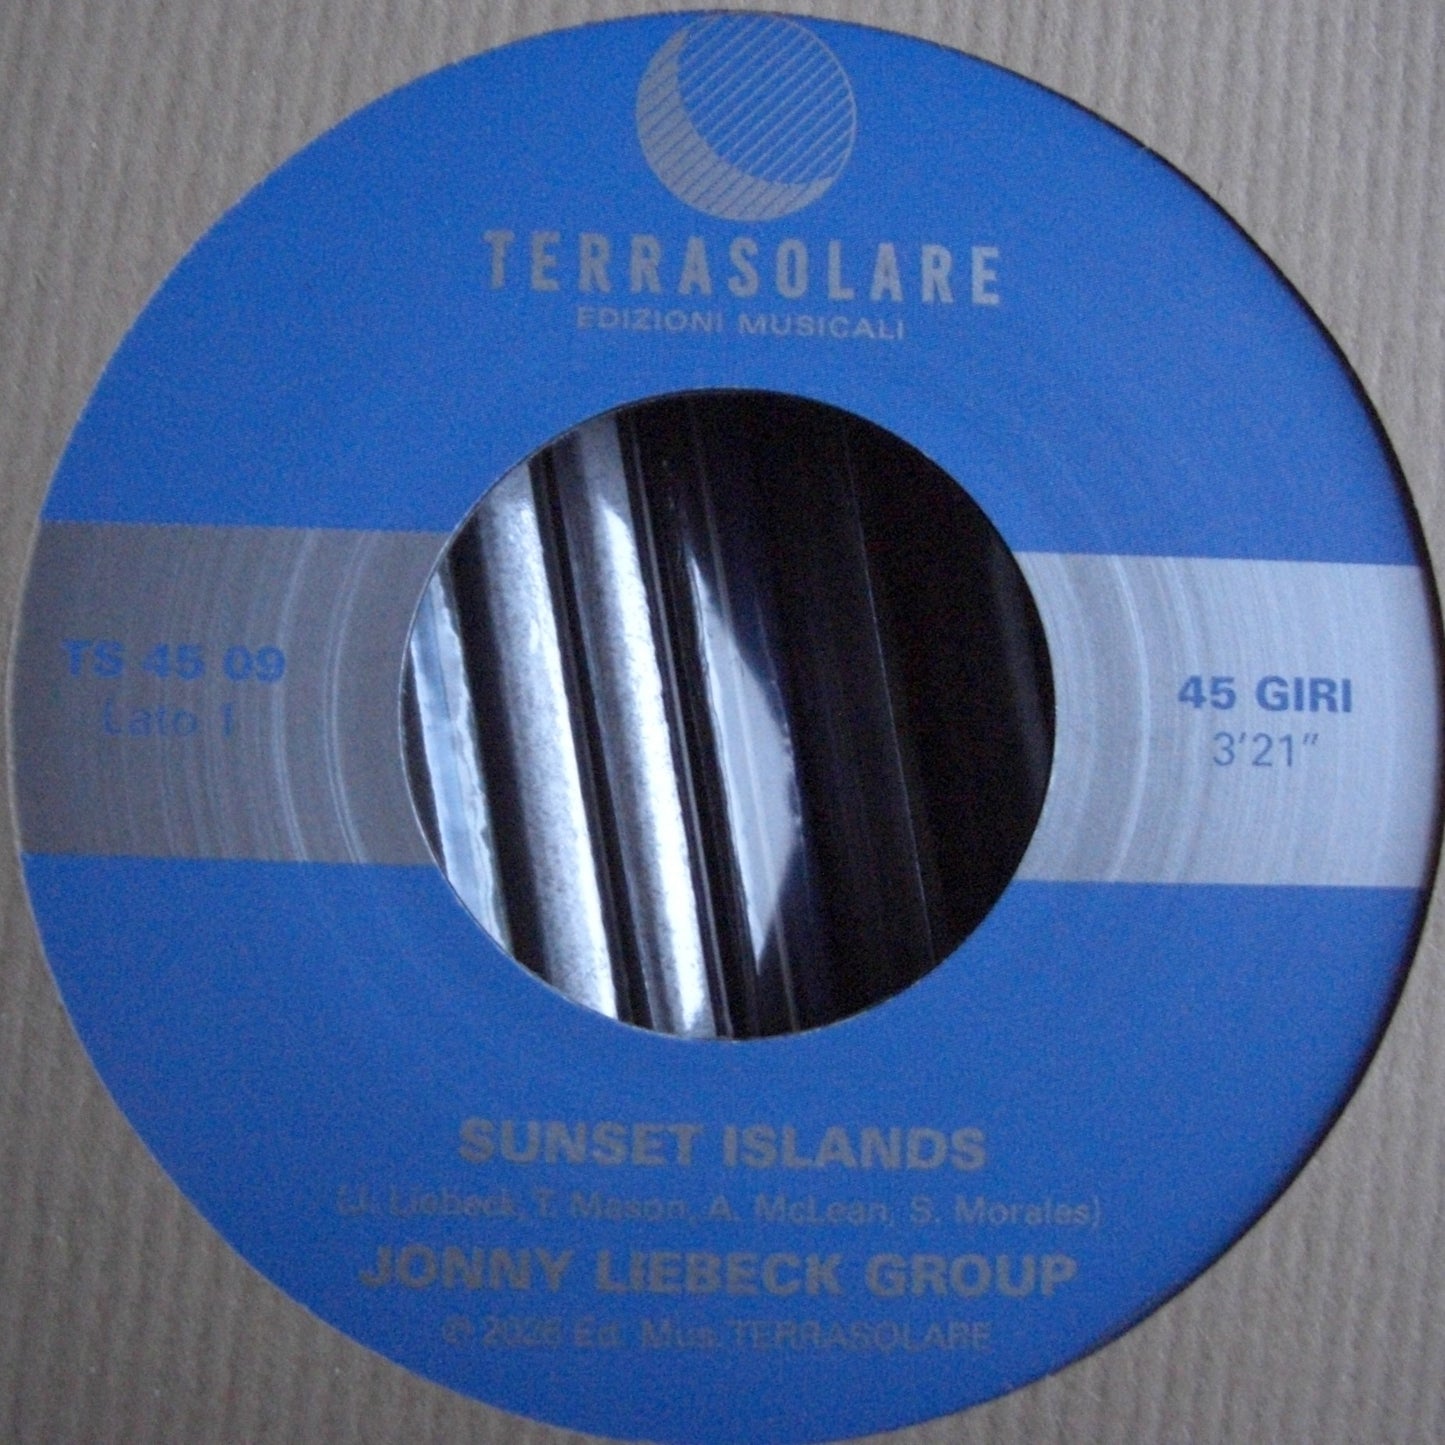 TERRASOLARE
EDIZIONI MUSICALI
TS 45 09
Lato 1
45 GIRI
3'21"
SUNSET ISLANDS
(J. Liebeck, T. Mason, A. McLean, S. Morales)
JONNY LIEBECK GROUP
Ed. Mus. TERRASOLARE